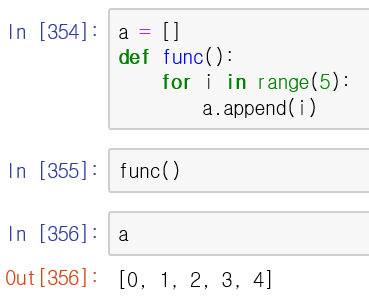 In [354]: a = []
def func():
    for i in range(5):
        a.append(i)
In [355]: func()
In [356]: a
Out[356]: [0, 1, 2, 3, 4]